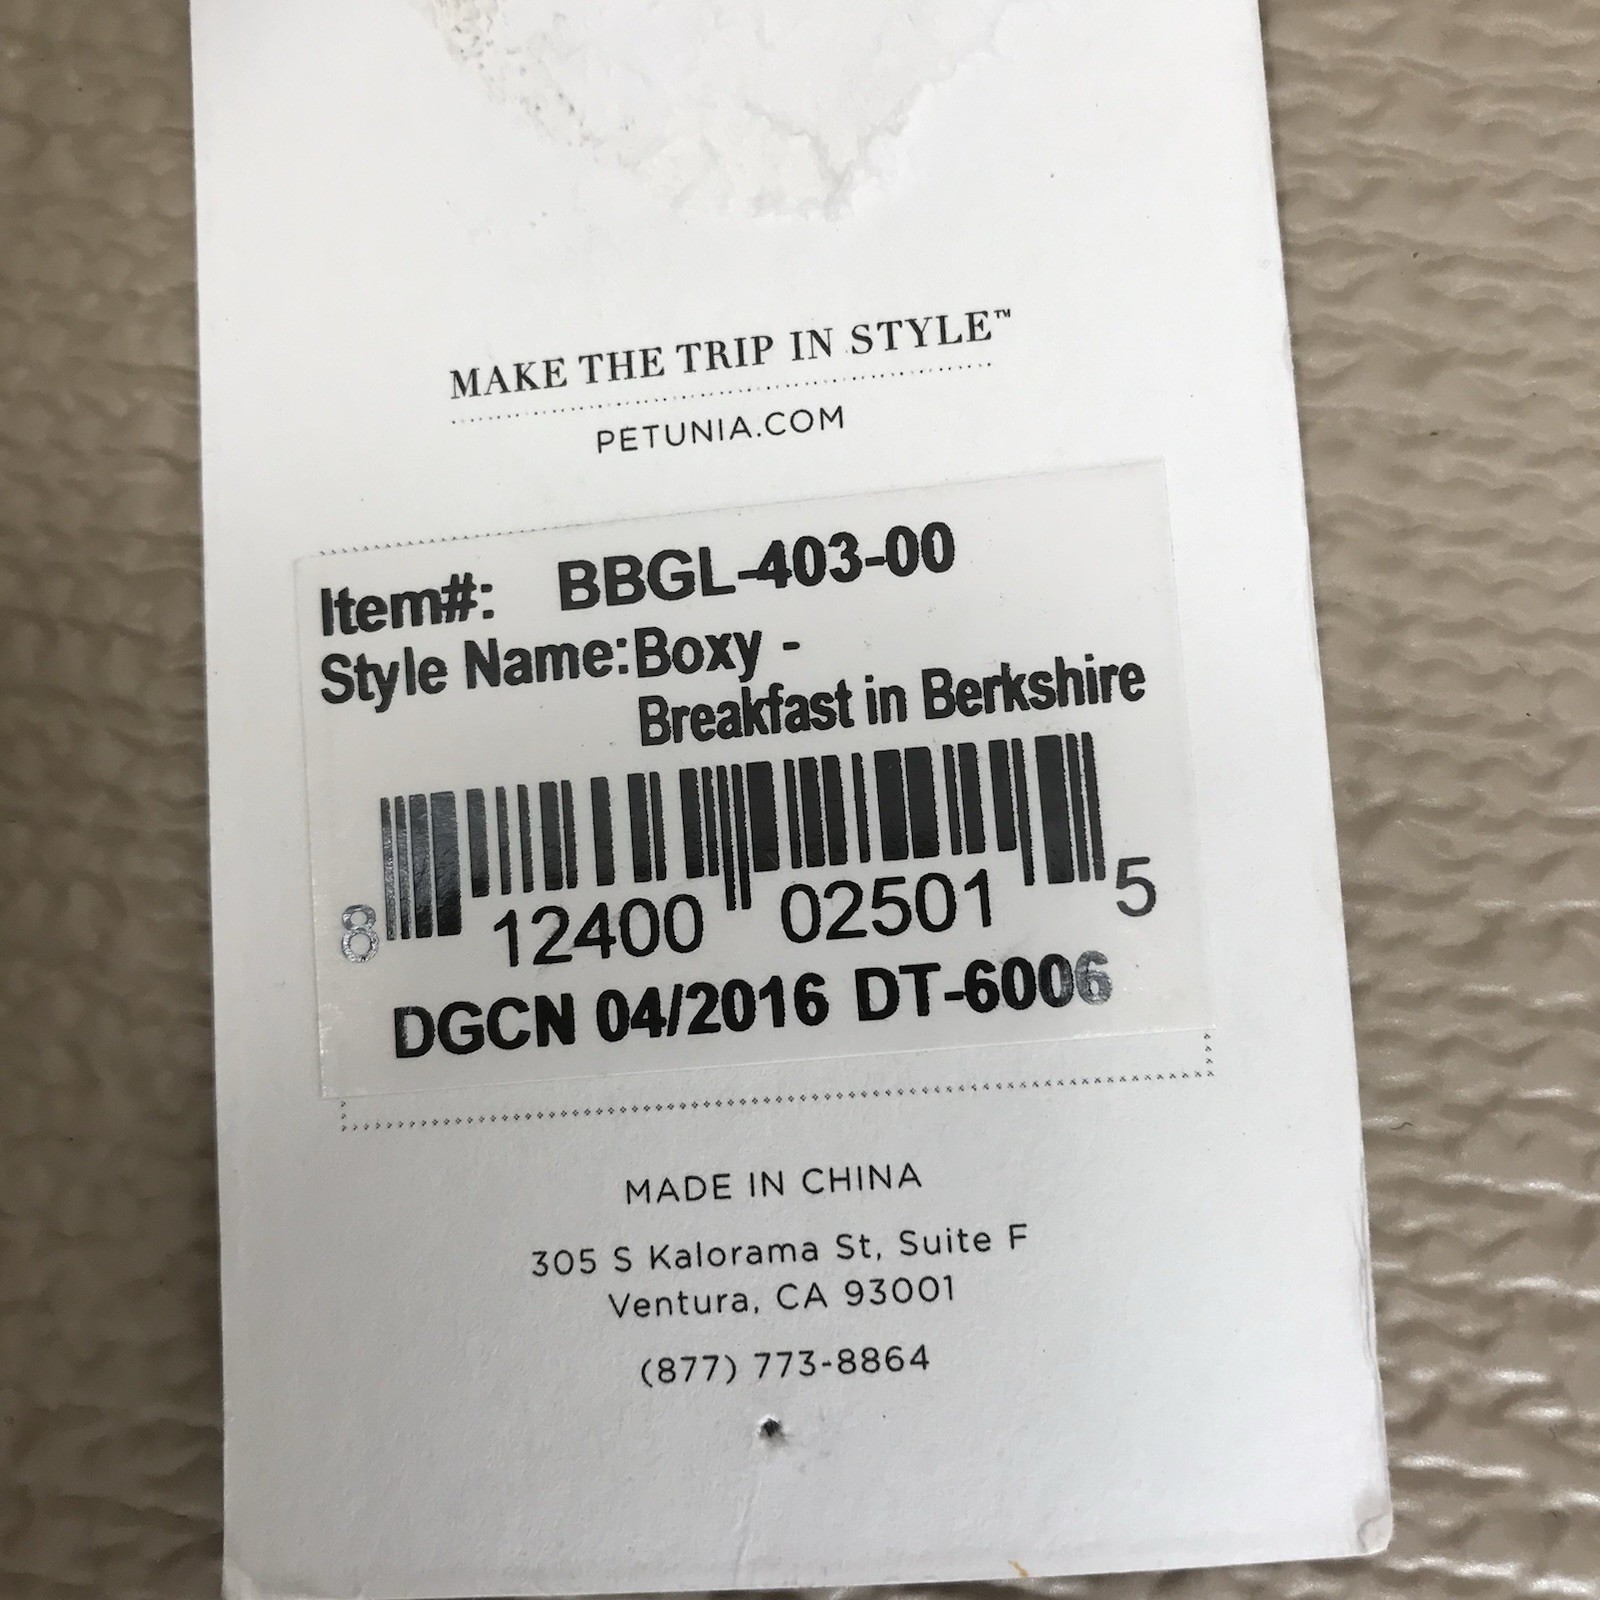 MAKE THE TRIP IN STYLE™
PETUNIA.COM
Item#: BBGL-403-00
Style Name: Boxy -
Breakfast in Berkshire
8 12400 02501 5
DGCN 04/2016 DT-6006
MADE IN CHINA
305 S Kalorama St, Suite F
Ventura, CA 93001
(877) 773-8864